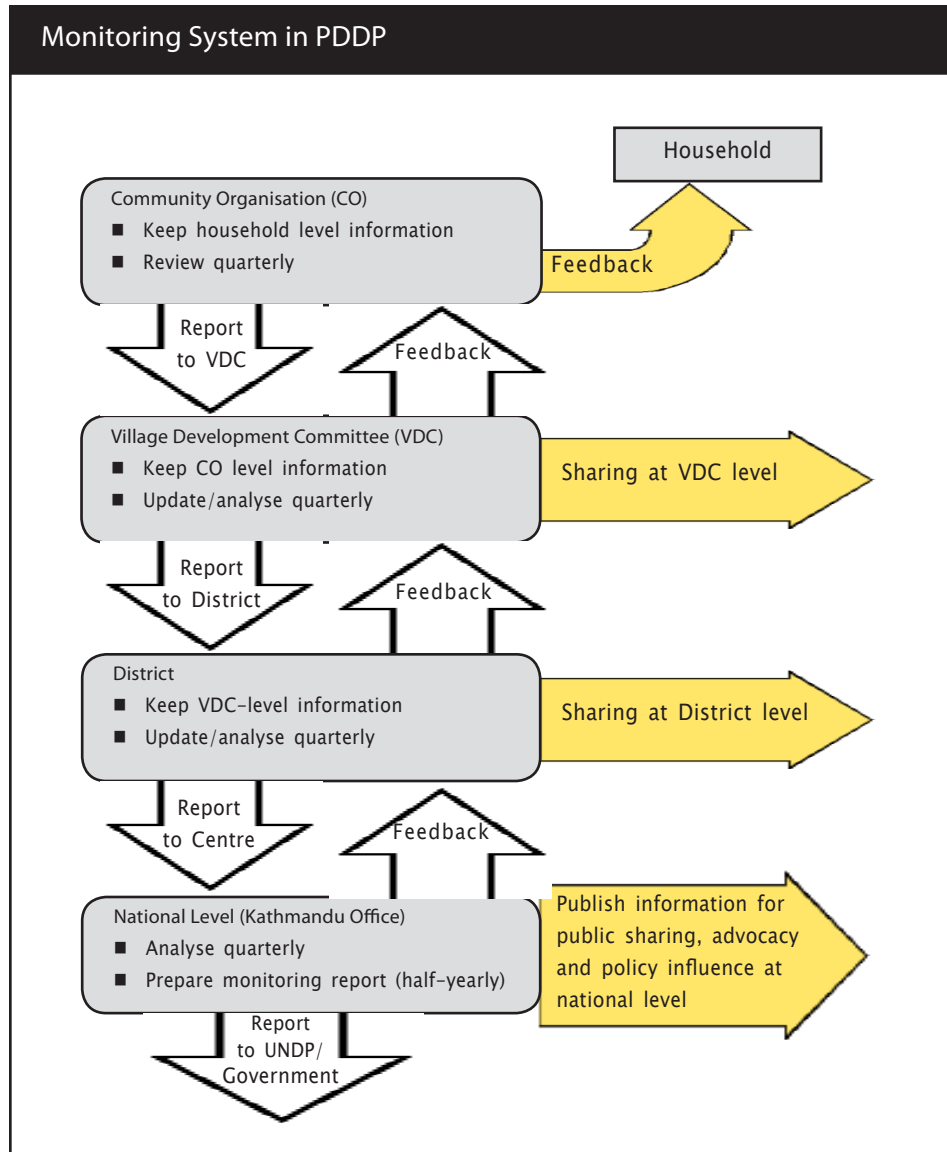 Monitoring System in PDDP
Household
Community Organisation (CO)
■ Keep household level information
■ Review quarterly
Feedback
Report
to VDC
Feedback
Village Development Committee (VDC)
■ Keep CO level information
■ Update/analyse quarterly
Sharing at VDC level
Report
to District
Feedback
District
■ Keep VDC-level information
■ Update/analyse quarterly
Sharing at District level
Report
to Centre
Feedback
National Level (Kathmandu Office)
■ Analyse quarterly
■ Prepare monitoring report (half-yearly)
Publish information for
public sharing, advocacy
and policy influence at
national level
Report
to UNDP/
Government